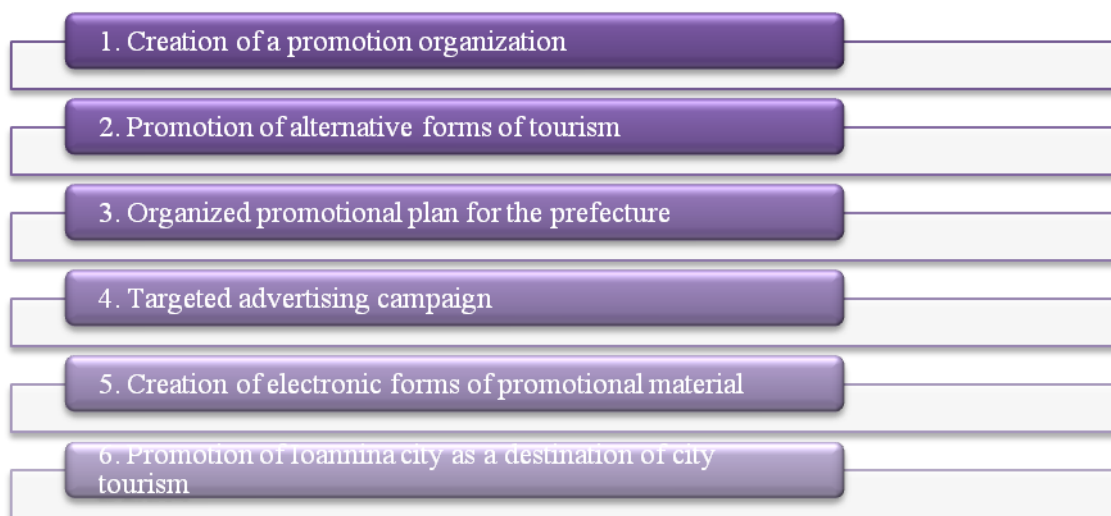 1. Creation of a promotion organization
2. Promotion of alternative forms of tourism
3. Organized promotional plan for the prefecture
4. Targeted advertising campaign
5. Creation of electronic forms of promotional material
6. Promotion of Ioannina city as a destination of city
tourism